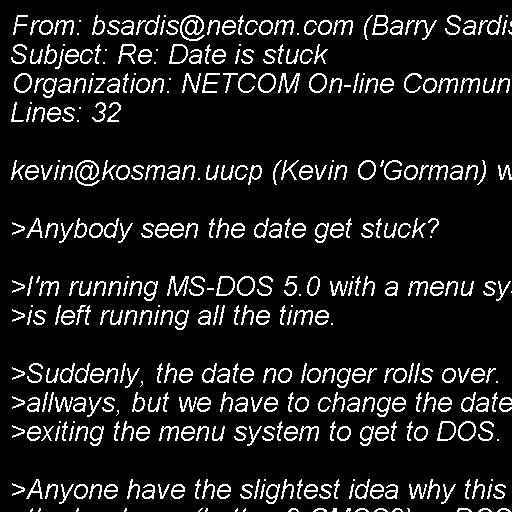 From: bsardis@netcom.com (Barry Sardis
Subject: Re: Date is stuck
Organization: NETCOM On-line Commun
Lines: 32
kevin@kosman.uucp (Kevin O'Gorman) w
>Anybody seen the date get stuck?
>I'm running MS-DOS 5.0 with a menu sys
>is left running all the time.
>Suddenly, the date no longer rolls over.
>allways, but we have to change the date
>exiting the menu system to get to DOS.
>Anyone have the slightest idea why this